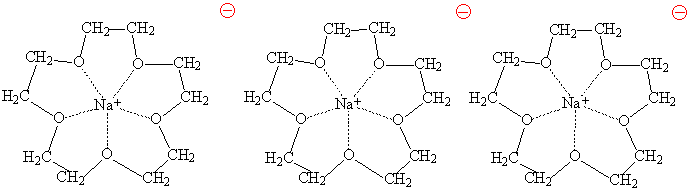 ⊖ ⊖ ⊖
CH₂ CH₂ CH₂ CH₂ CH₂ CH₂
CH₂ O O CH₂ CH₂ O O CH₂ CH₂ O O CH₂
H₂C Na⁺ CH₂ H₂C Na⁺ CH₂ H₂C Na⁺ CH₂
O O O O O O
H₂C O CH₂ H₂C O CH₂ H₂C O CH₂
CH₂ CH₂ CH₂ CH₂ CH₂ CH₂